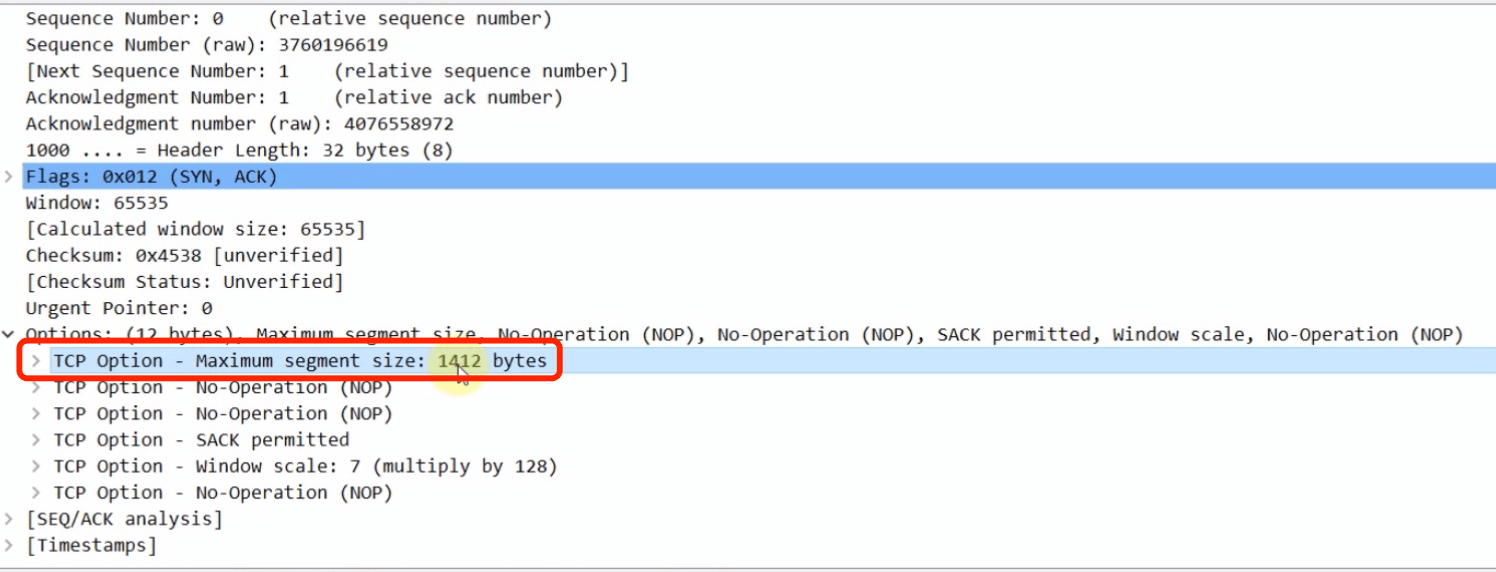 Sequence Number: 0    (relative sequence number)
Sequence Number (raw): 3760196619
[Next Sequence Number: 1    (relative sequence number)]
Acknowledgment Number: 1    (relative ack number)
Acknowledgment number (raw): 4076558972
1000 .... = Header Length: 32 bytes (8)
Flags: 0x012 (SYN, ACK)
Window: 65535
[Calculated window size: 65535]
Checksum: 0x4538 [unverified]
[Checksum Status: Unverified]
Urgent Pointer: 0
Options: (12 bytes), Maximum segment size, No-Operation (NOP), No-Operation (NOP), SACK permitted, Window scale, No-Operation (NOP)
TCP Option - Maximum segment size: 1412 bytes
TCP Option - No-Operation (NOP)
TCP Option - No-Operation (NOP)
TCP Option - SACK permitted
TCP Option - Window scale: 7 (multiply by 128)
TCP Option - No-Operation (NOP)
[SEQ/ACK analysis]
[Timestamps]